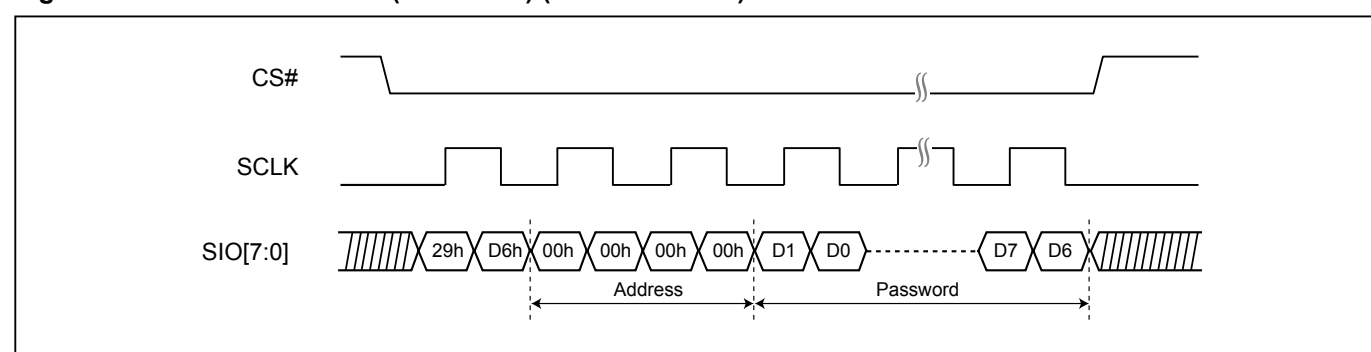 CS#
SCLK
SIO[7:0]
29h D6h 00h 00h 00h 00h D1 D0 D7 D6
Address Password